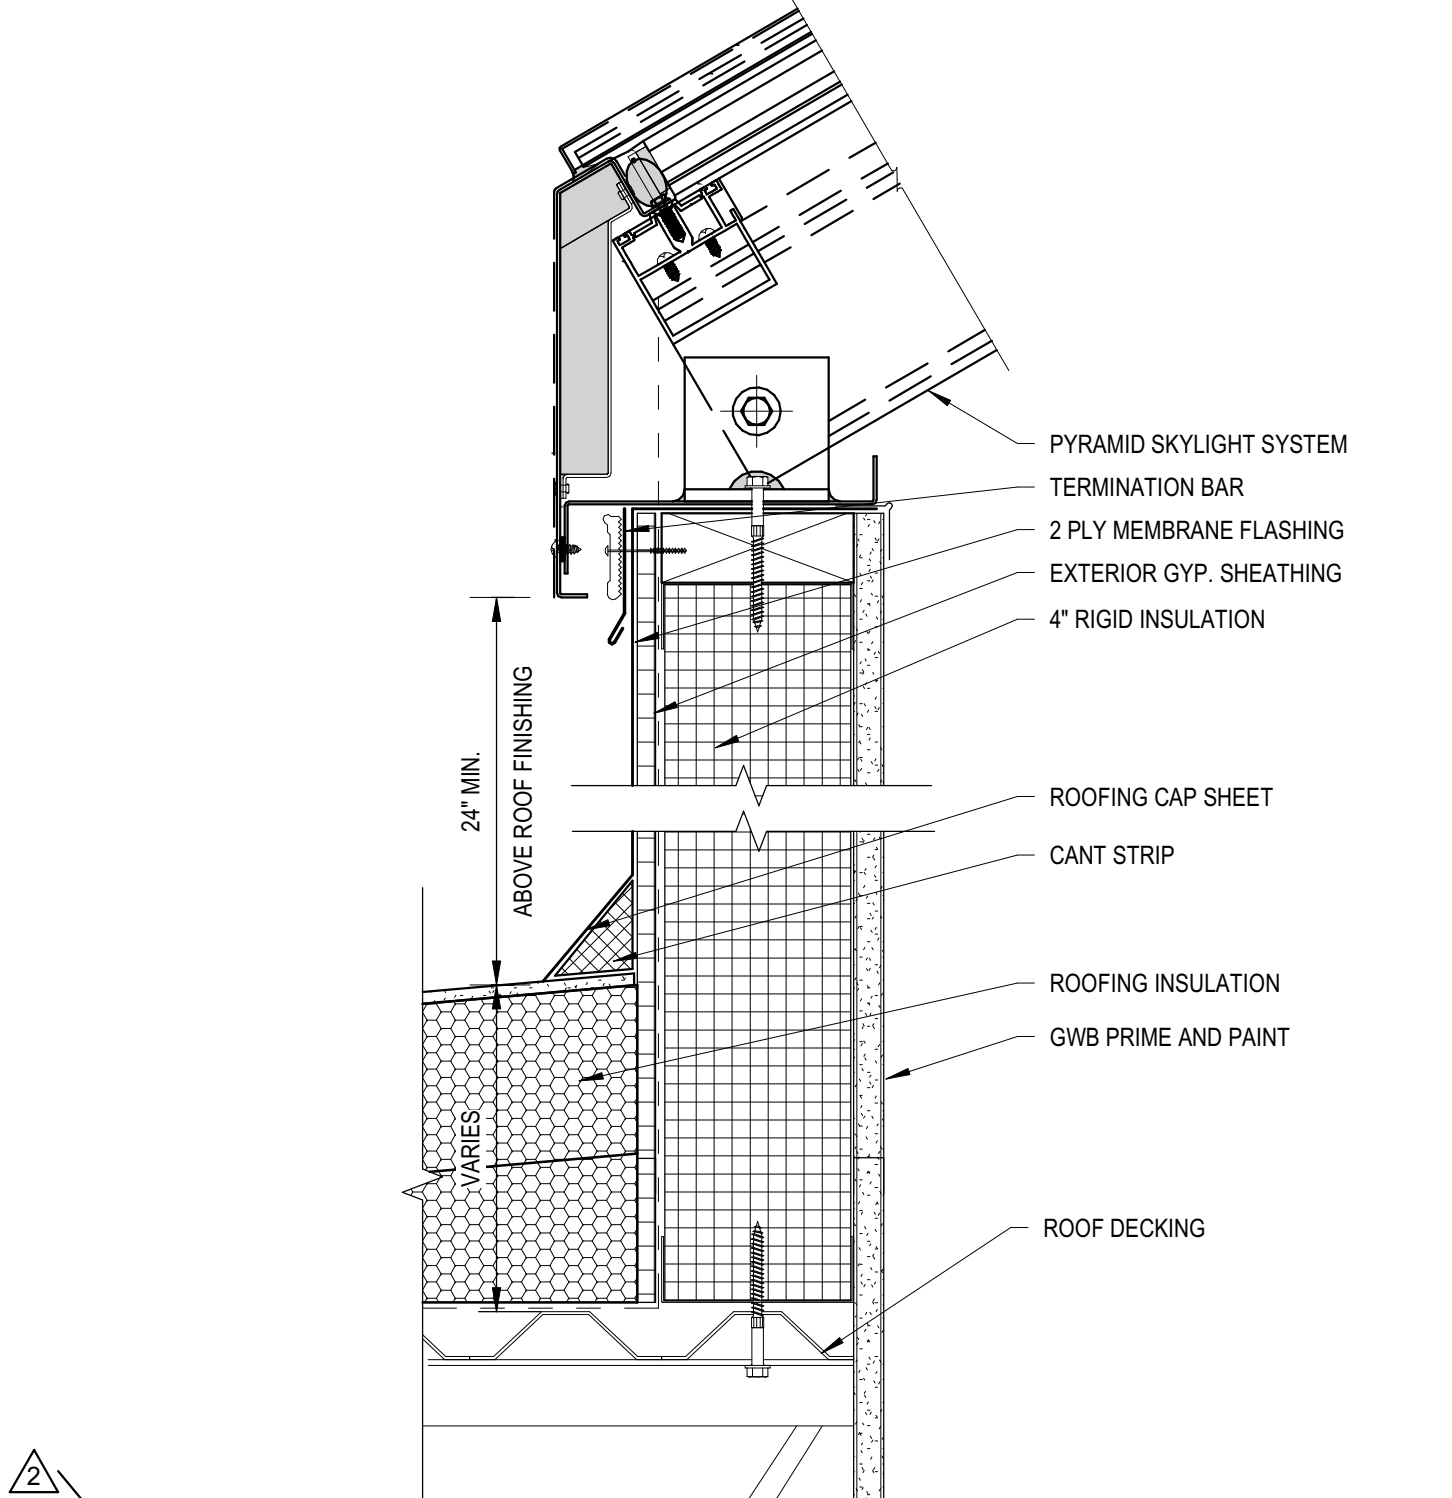 PYRAMID SKYLIGHT SYSTEM
TERMINATION BAR
2 PLY MEMBRANE FLASHING
EXTERIOR GYP. SHEATHING
4" RIGID INSULATION
24" MIN.
ABOVE ROOF FINISHING
ROOFING CAP SHEET
CANT STRIP
ROOFING INSULATION
GWB PRIME AND PAINT
VARIES
ROOF DECKING
2